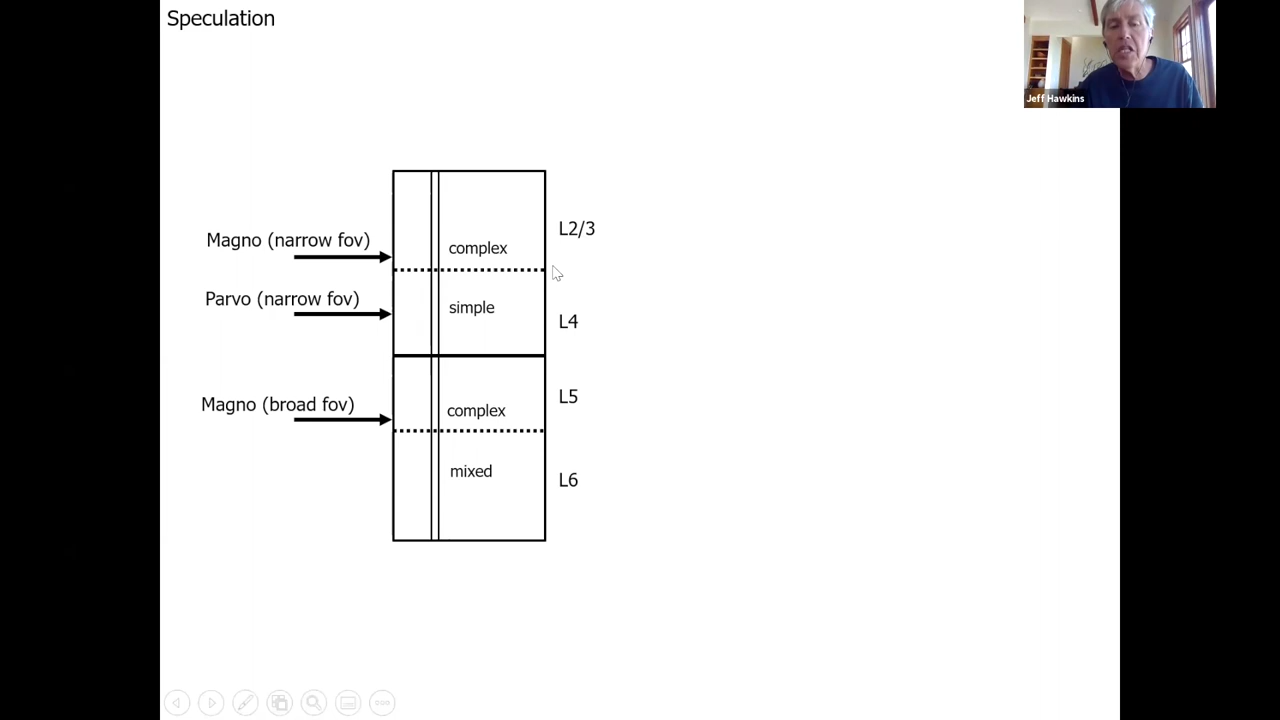 Speculation
Jeff Hawkins
L2/3
Magno (narrow fov)
complex
Parvo (narrow fov)
simple
L4
L5
Magno (broad fov)
complex
mixed
L6